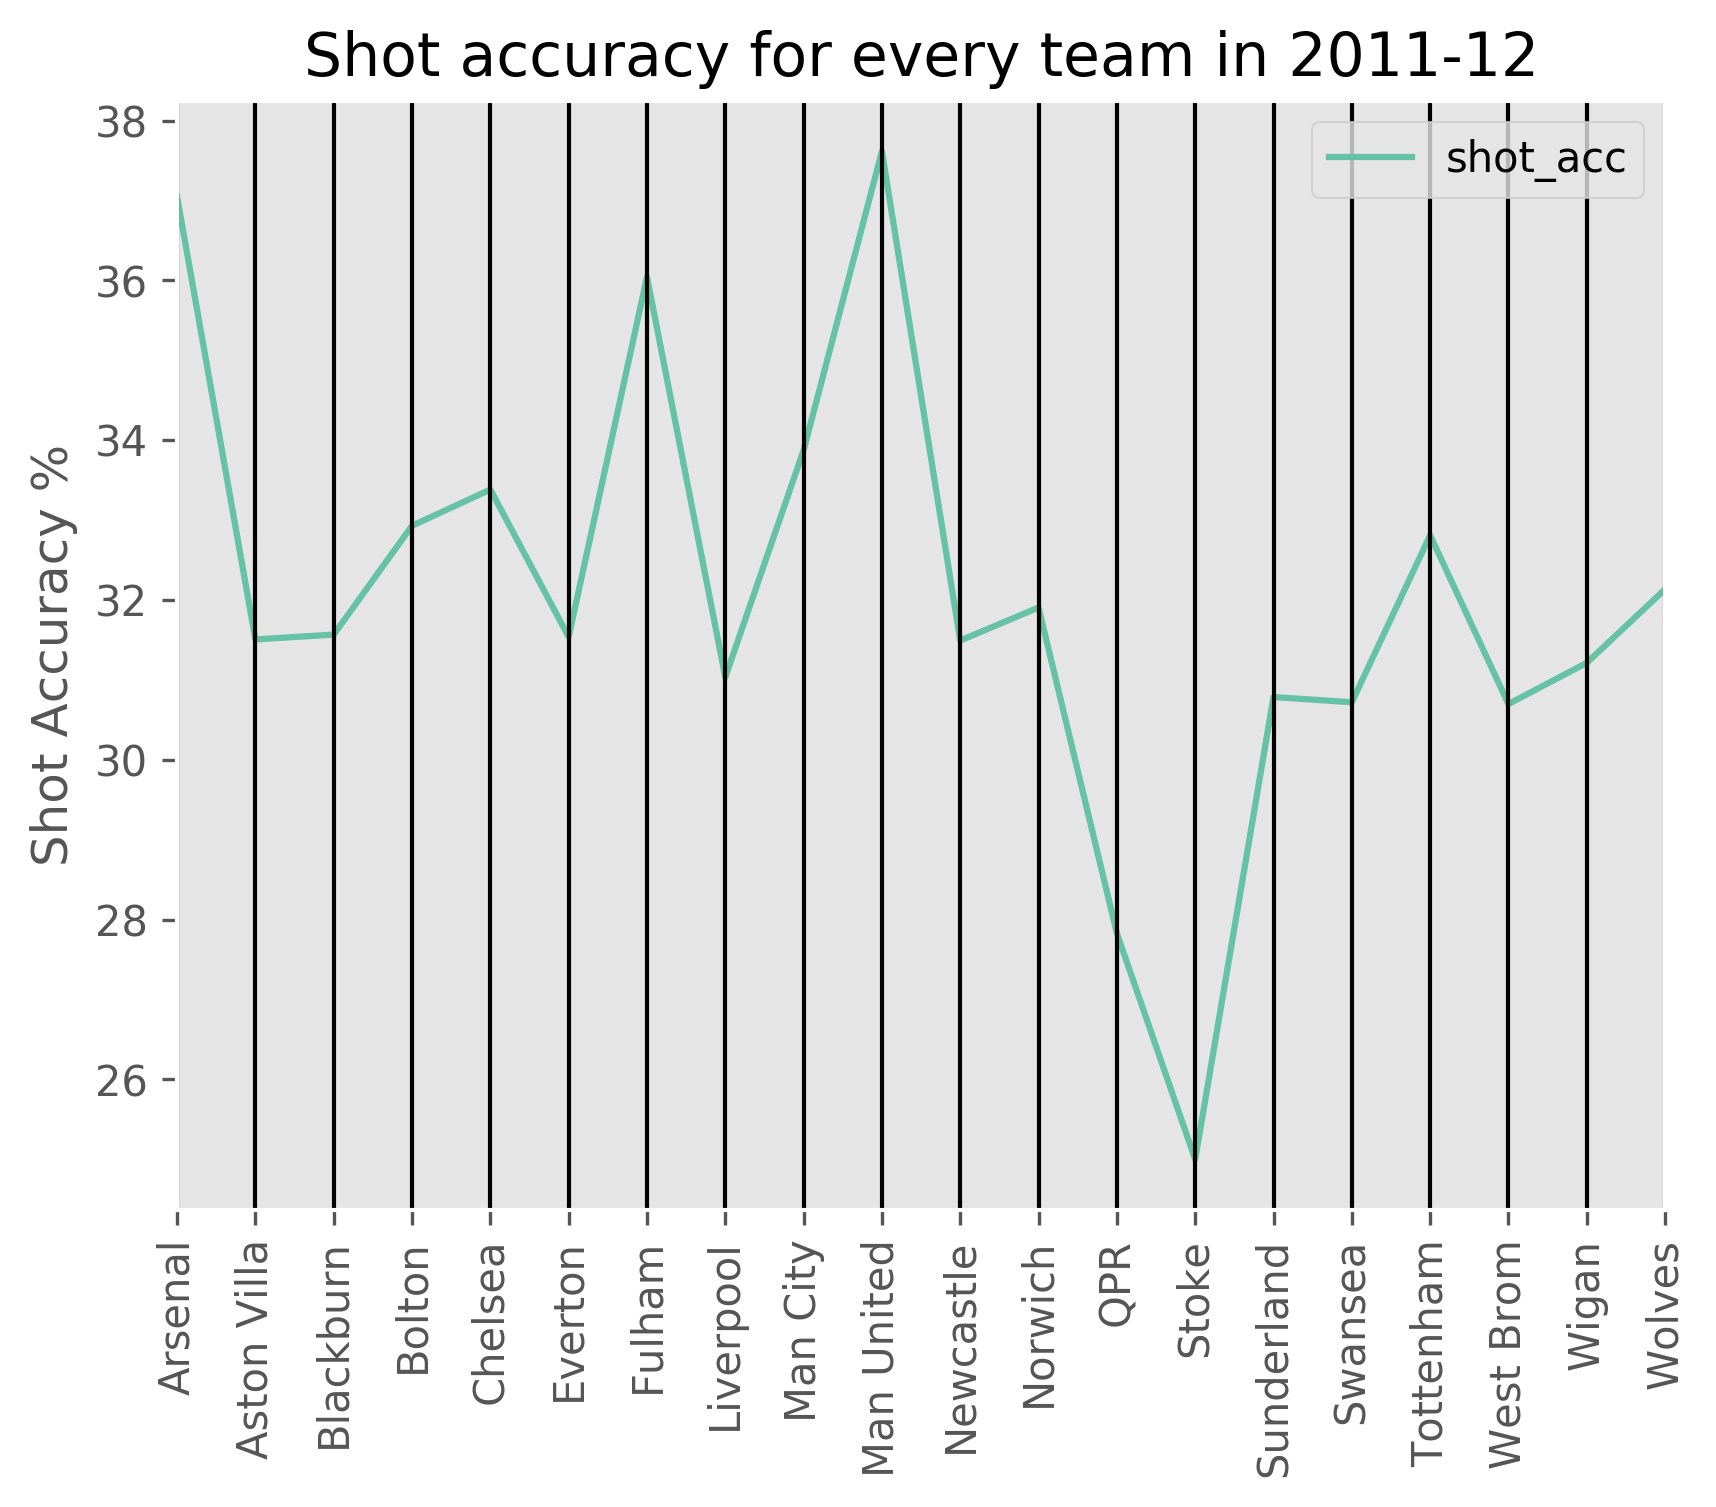 Shot accuracy for every team in 2011-12
shot_acc
Shot Accuracy %
38
36
34
32
30
28
26
Arsenal
Aston Villa
Blackburn
Bolton
Chelsea
Everton
Fulham
Liverpool
Man City
Man United
Newcastle
Norwich
QPR
Stoke
Sunderland
Swansea
Tottenham
West Brom
Wigan
Wolves